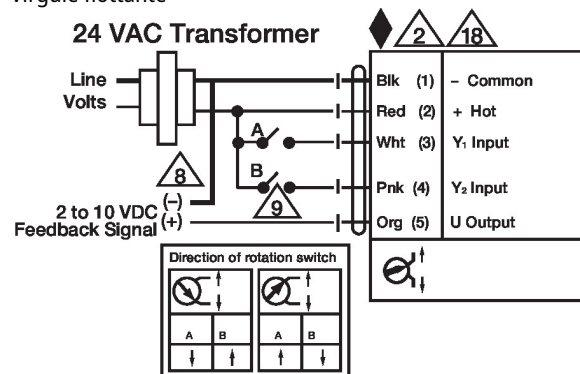 Virgule flottante
24 VAC Transformer
2 18
Line
Volts
Blk (1) – Common
Red (2) + Hot
A
Wht (3) Y₁ Input
B
Pnk (4) Y₂ Input
8
9
2 to 10 VDC (–)
Feedback Signal (+)
Org (5) U Output
Direction of rotation switch
A B A B